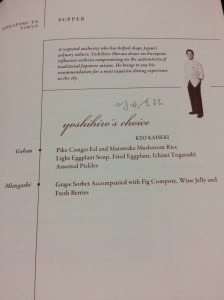 SINGAPORE TO
TOKYO
SUPPER
A respected authority who has helped shape Japan's
culinary culture, Yoshihiro Murata draws on European
influences without compromising on the authenticity of
traditional Japanese cuisine. He brings to you his
recommendation for a most exquisite dining experience
in the sky.
yoshihiro's choice
KYO KAISEKI
Gohan
Pike Conger Eel and Matsutake Mushroom Rice
Light Eggplant Soup, Fried Eggplant, Ichimi Togarashi
Assorted Pickles
Mizugashi
Grape Sorbet Accompanied with Fig Compote, Wine Jelly and
Fresh Berries